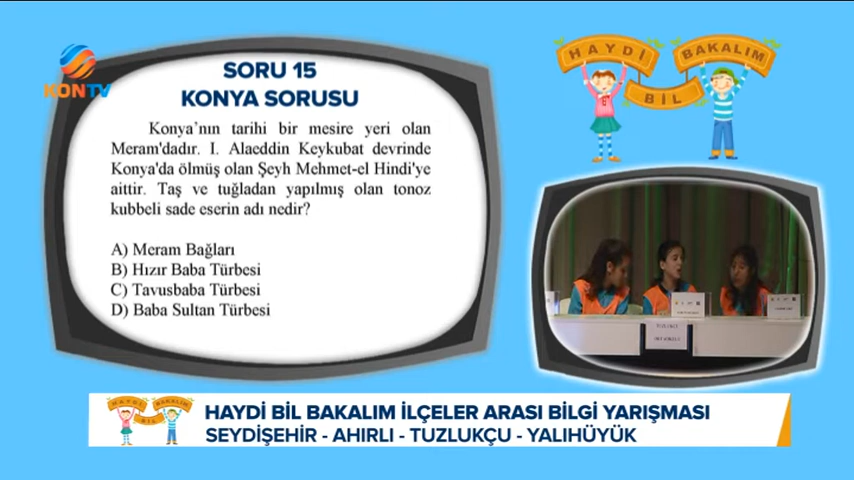 KONTV
SORU 15
KONYA SORUSU
Konya'nın tarihi bir mesire yeri olan
Meram'dadır. I. Alaeddin Keykubat devrinde
Konya'da ölmüş olan Şeyh Mehmet-el Hindi'ye
aittir. Taş ve tuğladan yapılmış olan tonoz
kubbeli sade eserin adı nedir?
A) Meram Bağları
B) Hızır Baba Türbesi
C) Tavusbaba Türbesi
D) Baba Sultan Türbesi
HAYDİ
BAKALIM
BİL
HAYDİ
BAKALIM
BİL
HAYDİ BİL BAKALIM İLÇELER ARASI BİLGİ YARIŞMASI
SEYDİŞEHİR - AHIRLI - TUZLUKÇU - YALIHÜYÜK